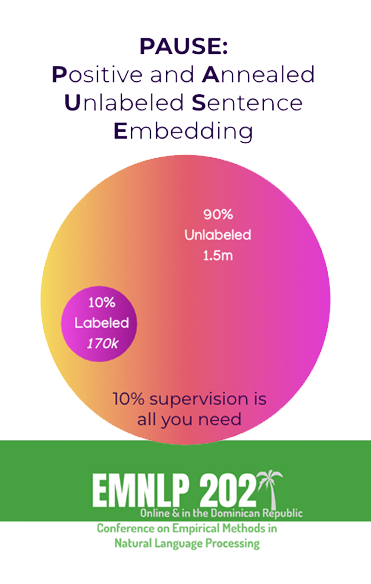 PAUSE:
Positive and Annealed
Unlabeled Sentence
Embedding
90%
Unlabeled
1.5m
10%
Labeled
170k
10% supervision is
all you need
EMNLP 2021
Online & in the Dominican Republic
Conference on Empirical Methods in
Natural Language Processing